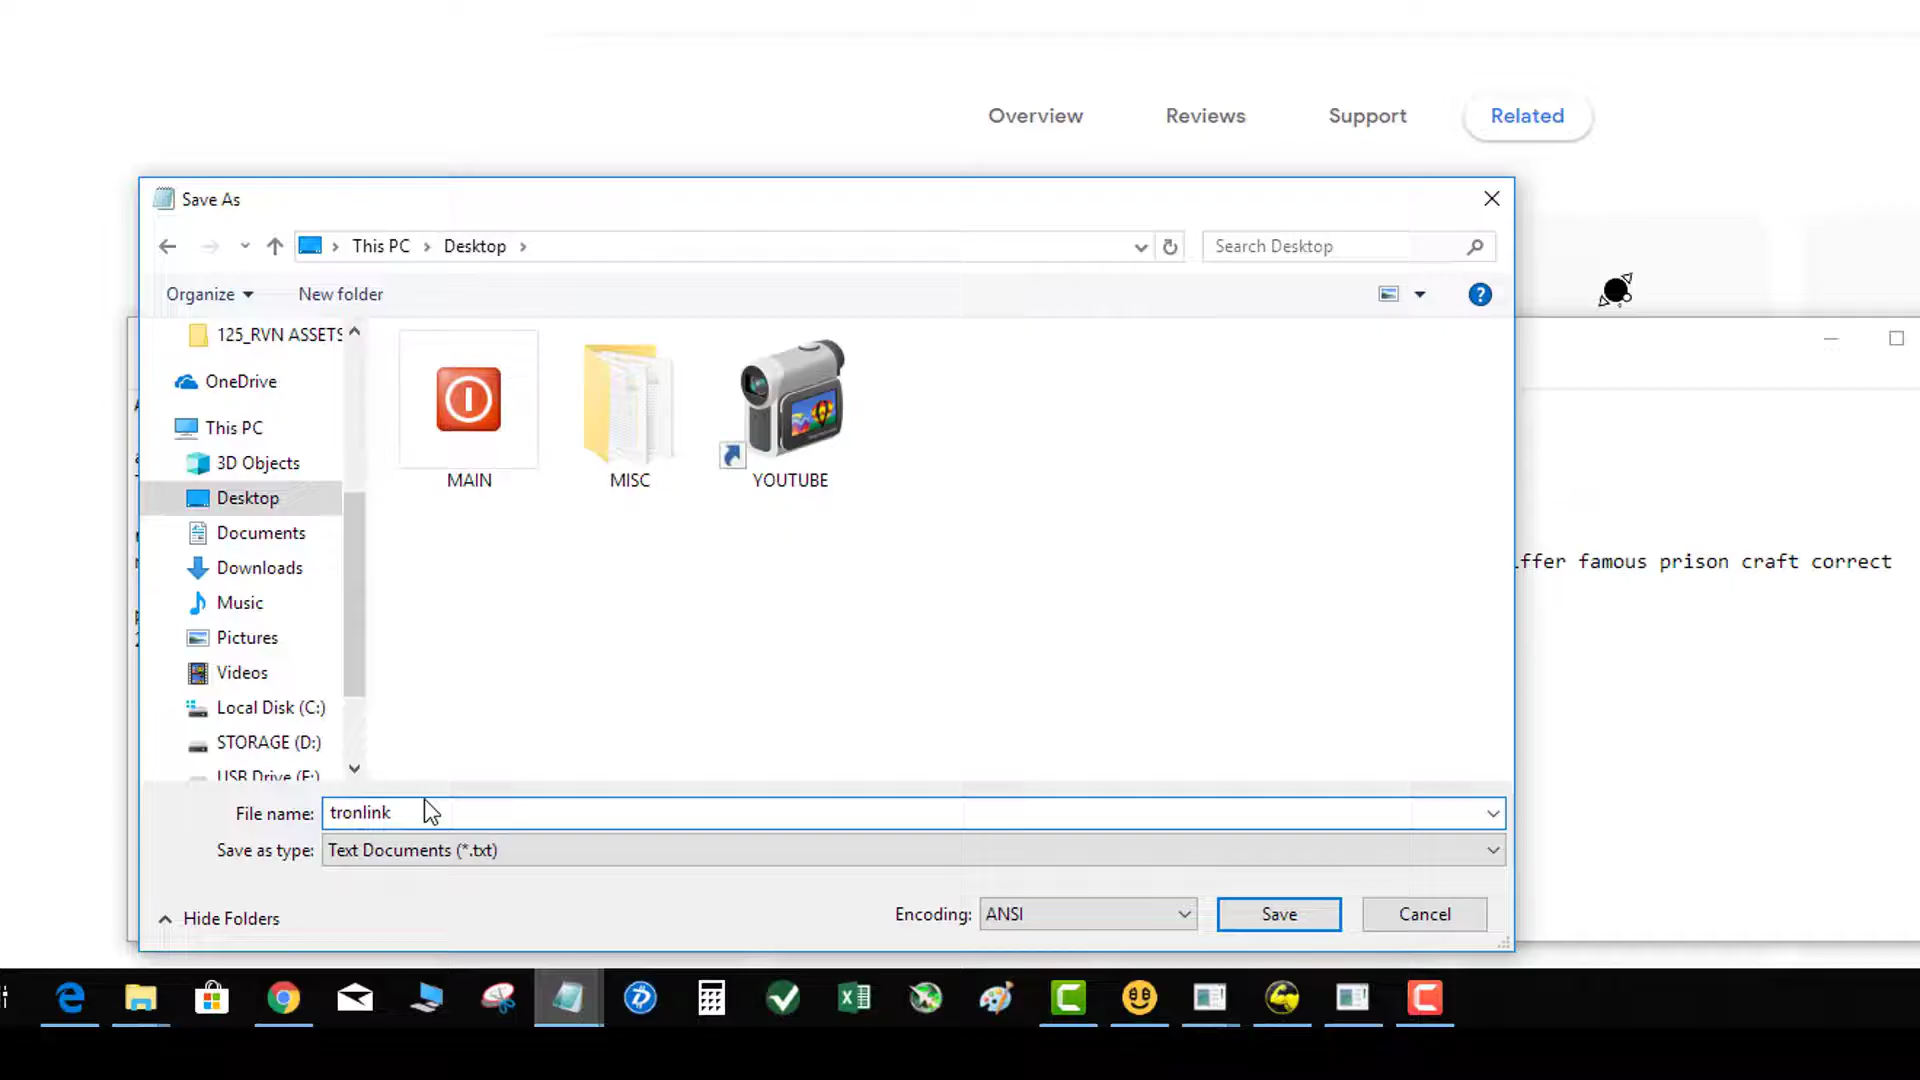 Overview Reviews Support Related
Save As
This PC Desktop
Search Desktop
Organize New folder
125_RVN ASSETS
OneDrive
This PC
3D Objects
Desktop
Documents
Downloads
Music
Pictures
Videos
Local Disk (C:)
STORAGE (D:)
USB Drive (F:)
MAIN MISC YOUTUBE
famous prison craft correct
File name: tronlink
Save as type: Text Documents (*.txt)
Hide Folders
Encoding: ANSI Save Cancel